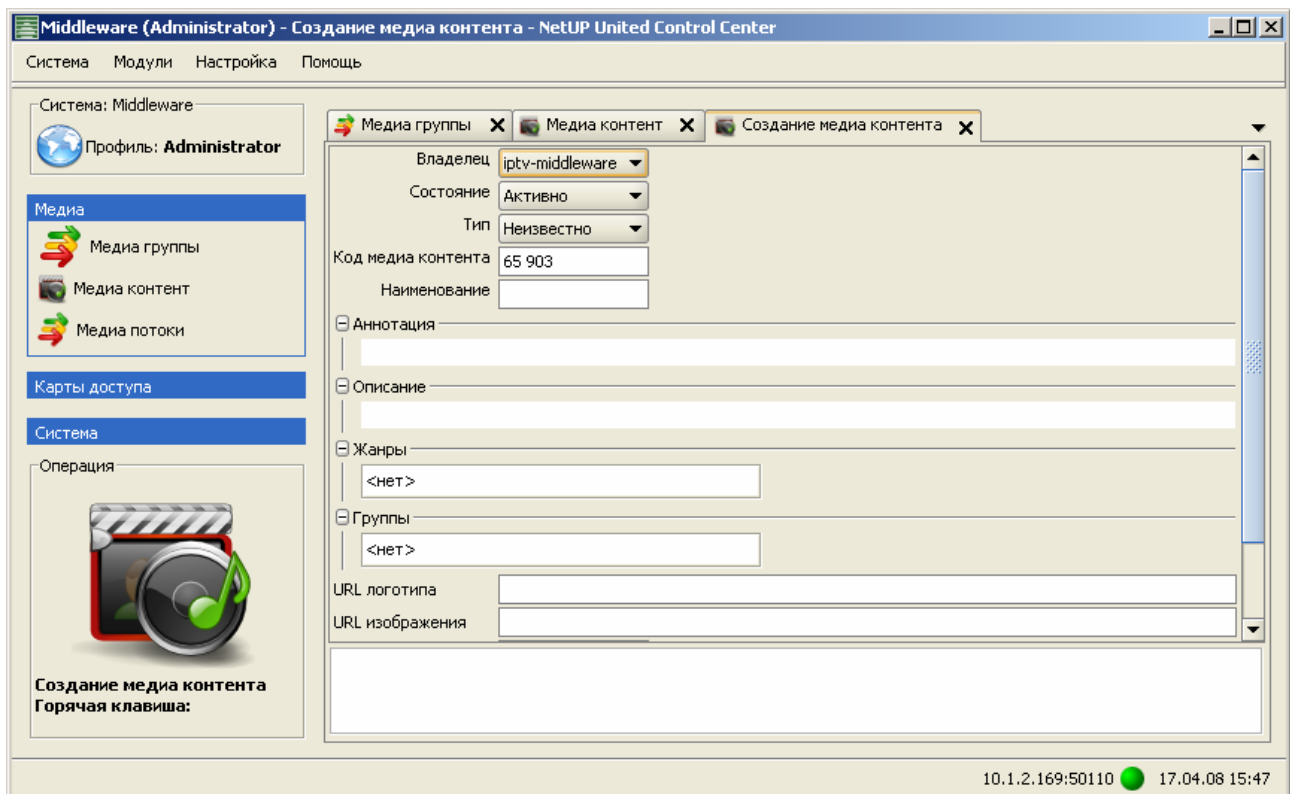 Middleware (Administrator) - Создание медиа контента - NetUP United Control Center
Система Модули Настройка Помощь
Система: Middleware
Профиль: Administrator
Медиа
Медиа группы
Медиа контент
Медиа потоки
Карты доступа
Система
Операция
Создание медиа контента
Горячая клавиша:
Медиа группы Медиа контент Создание медиа контента
Владелец iptv-middleware
Состояние Активно
Тип Неизвестно
Код медиа контента 65 903
Наименование
Аннотация
Описание
Жанры
<нет>
Группы
<нет>
URL логотипа
URL изображения
10.1.2.169:50110 17.04.08 15:47